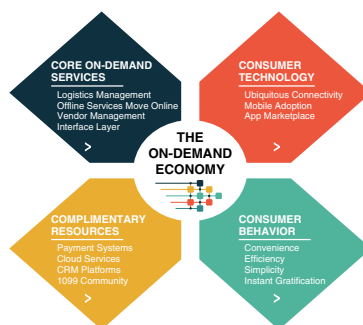 CORE ON-DEMAND
SERVICES
Logistics Management
Offline Services Move Online
Vendor Management
Interface Layer
>
CONSUMER
TECHNOLOGY
Ubiquitous Connectivity
Mobile Adoption
App Marketplace
>
THE
ON-DEMAND
ECONOMY
COMPLIMENTARY
RESOURCES
Payment Systems
Cloud Services
CRM Platforms
1099 Community
>
CONSUMER
BEHAVIOR
Convenience
Efficiency
Simplicity
Instant Gratification
>